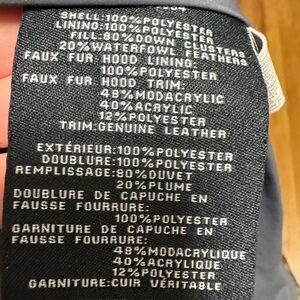 SHELL:100%POLYESTER
LINING:100%POLYESTER
FILL:80%DOWN CLUSTERS
20%WATERFOWL FEATHERS
FAUX FUR HOOD LINING:
100%POLYESTER
FAUX FUR HOOD TRIM:
48%MODACRYLIC
40%ACRYLIC
12%POLYESTER
TRIM:GENUINE LEATHER
EXTÉRIEUR:100%POLYESTER
DOUBLURE:100%POLYESTER
REMPLISSAGE:80%DUVET
20%PLUME
DOUBLURE DE CAPUCHE EN
FAUSSE FOURRURE:
100%POLYESTER
GARNITURE DE CAPUCHE EN
FAUSSE FOURRURE:
48%MODACRYLIQUE
40%ACRYLIQUE
12%POLYESTER
GARNITURE:CUIR VÉRITABLE